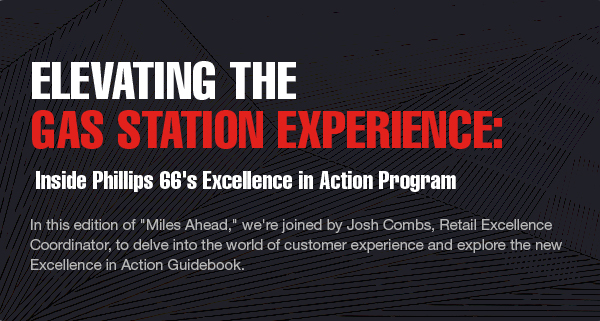 ELEVATING THE
GAS STATION EXPERIENCE:
Inside Phillips 66's Excellence in Action Program
In this edition of "Miles Ahead," we're joined by Josh Combs, Retail Excellence
Coordinator, to delve into the world of customer experience and explore the new
Excellence in Action Guidebook.